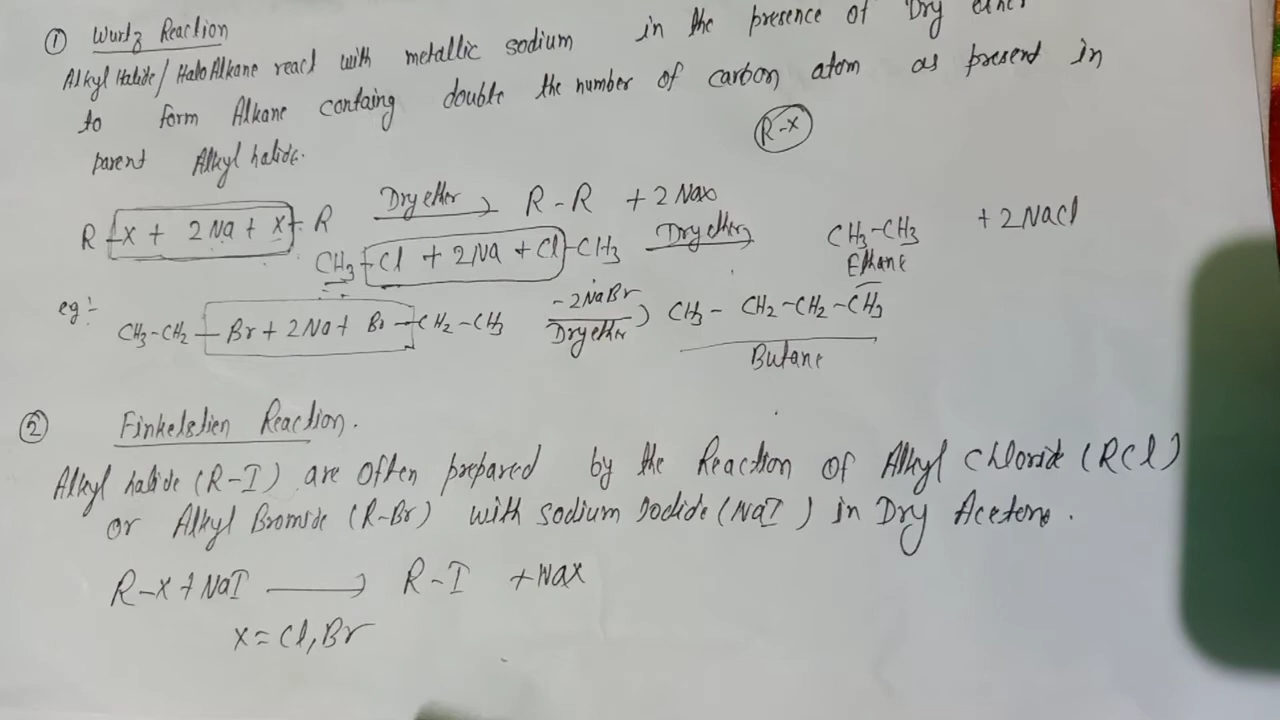 ① Wurtz Reaction
Alkyl Halide/HaloAlkane react with metallic sodium in the presence of Dry ether
to form Alkane containg double the number of carbon atom as present in
parent Alkyl halide.
R-X
R-X + 2Na + X-R Dry ether → R-R + 2Nax
CH3-Cl + 2Na + Cl-CH3 Dry ether → CH3-CH3 + 2NaCl
Ethane
eg:- CH3-CH2-Br + 2Na + Br-CH2-CH3 -2NaBr Dry ether → CH3-CH2-CH2-CH3
Butane
② Finkelstien Reaction.
Alkyl halide (R-I) are often prepared by the Reaction of Alkyl Chloride (RCl)
or Alkyl Bromide (R-Br) with sodium Iodide (NaI) in Dry Acetone.
R-X + NaI → R-I + Nax
X = Cl, Br